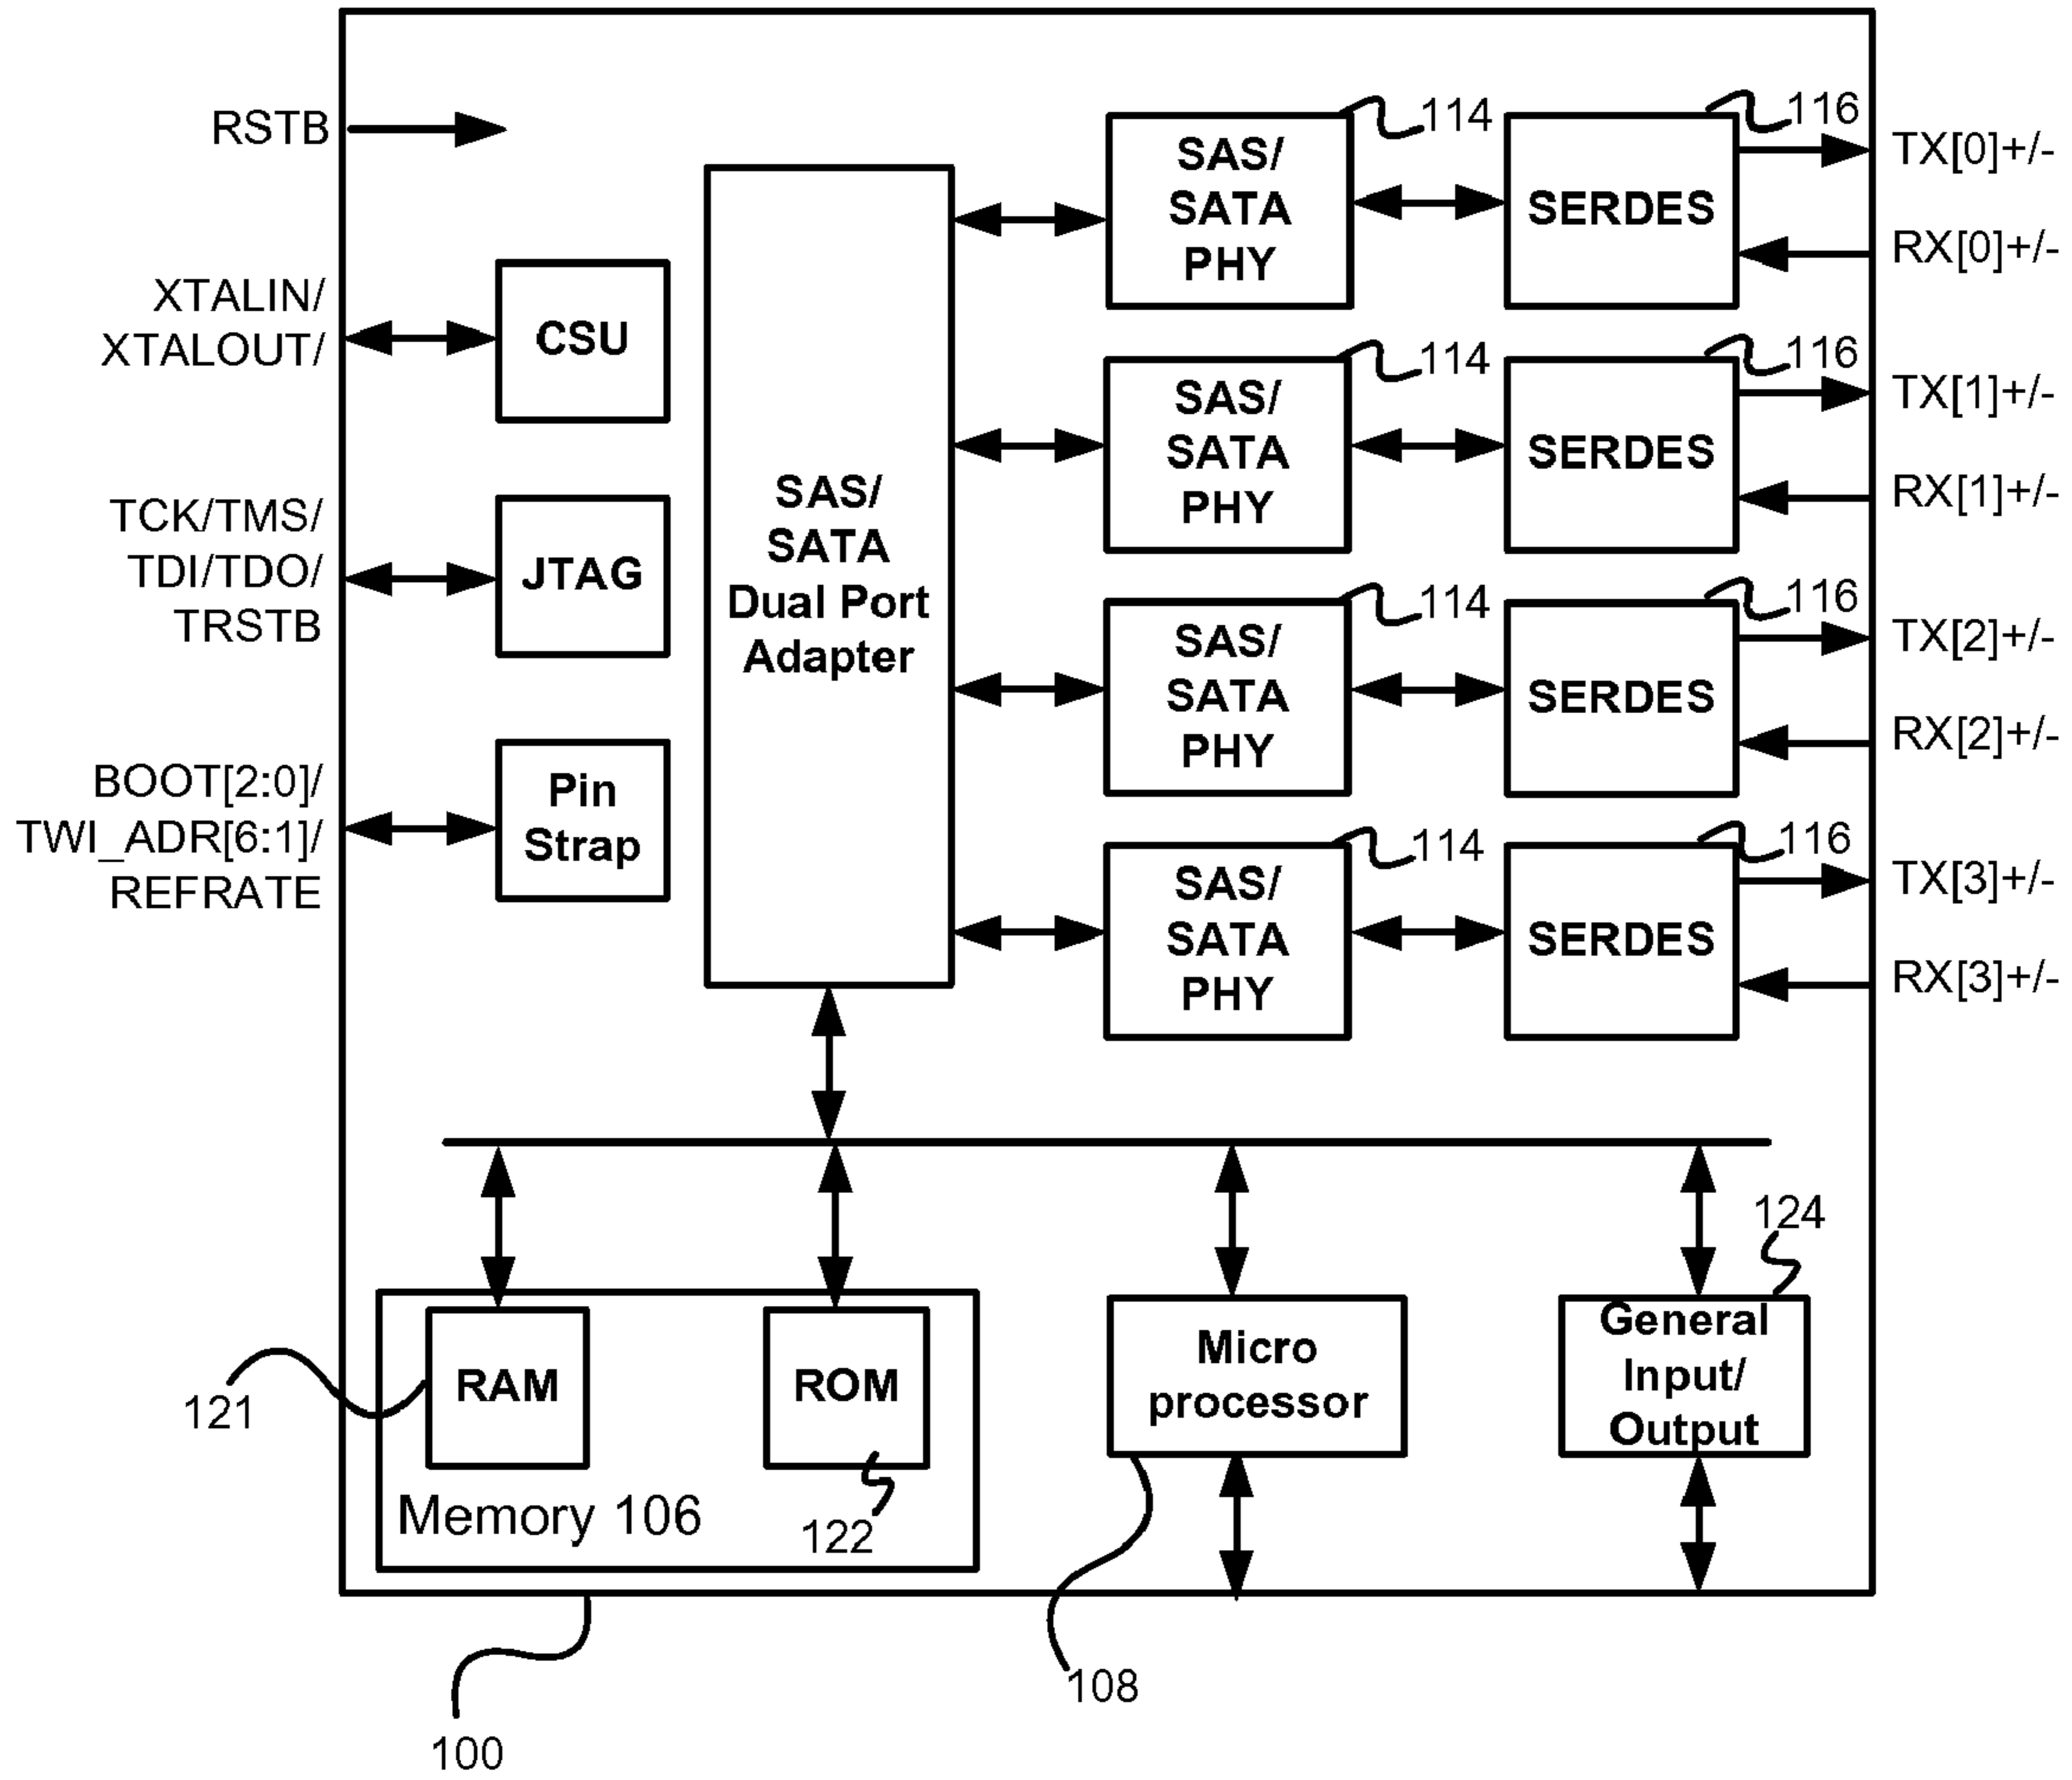 RSTB
XTALIN/
XTALOUT/
TCK/TMS/
TDI/TDO/
TRSTB
BOOT[2:0]/
TWI_ADR[6:1]/
REFRATE
CSU
JTAG
Pin
Strap
SAS/
SATA
Dual Port
Adapter
114
SAS/
SATA
PHY
116
SERDES
TX[0]+/-
RX[0]+/-
114
SAS/
SATA
PHY
116
SERDES
TX[1]+/-
RX[1]+/-
114
SAS/
SATA
PHY
116
SERDES
TX[2]+/-
RX[2]+/-
114
SAS/
SATA
PHY
116
SERDES
TX[3]+/-
RX[3]+/-
121
RAM
ROM
Memory 106
122
Micro
processor
124
General
Input/
Output
108
100